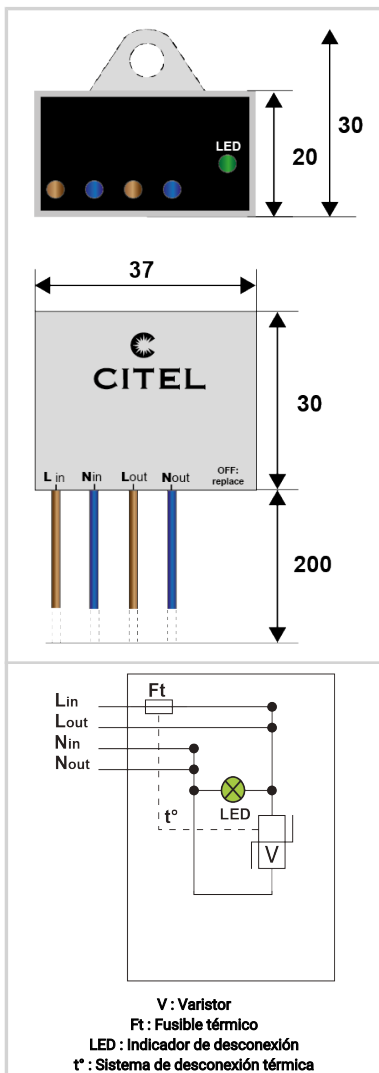 LED
30
20
37
CITEL
30
L in Nin Lout Nout OFF:
replace
200
Lin
Ft
Lout
Nin
Nout
LED
t°
V
V : Varistor
Ft : Fusible térmico
LED : Indicador de desconexión
t° : Sistema de desconexión térmica